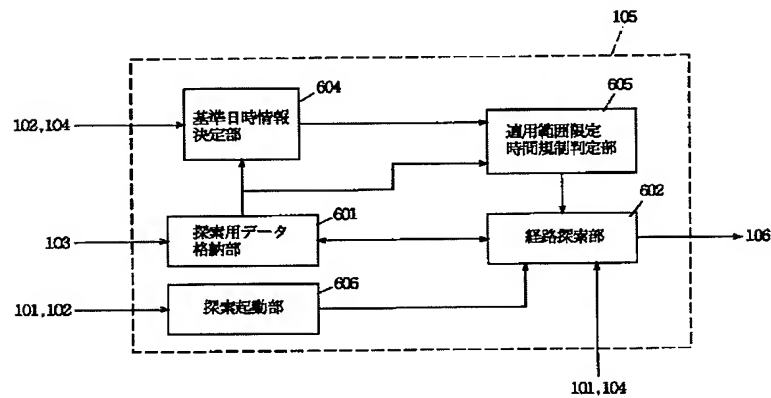 105
604
基準日時情報
決定部
102,104
605
適用範囲限定
時間規制判定部
601
探索用データ
格納部
103
602
経路探索部
106
606
探索起動部
101,102
101,104